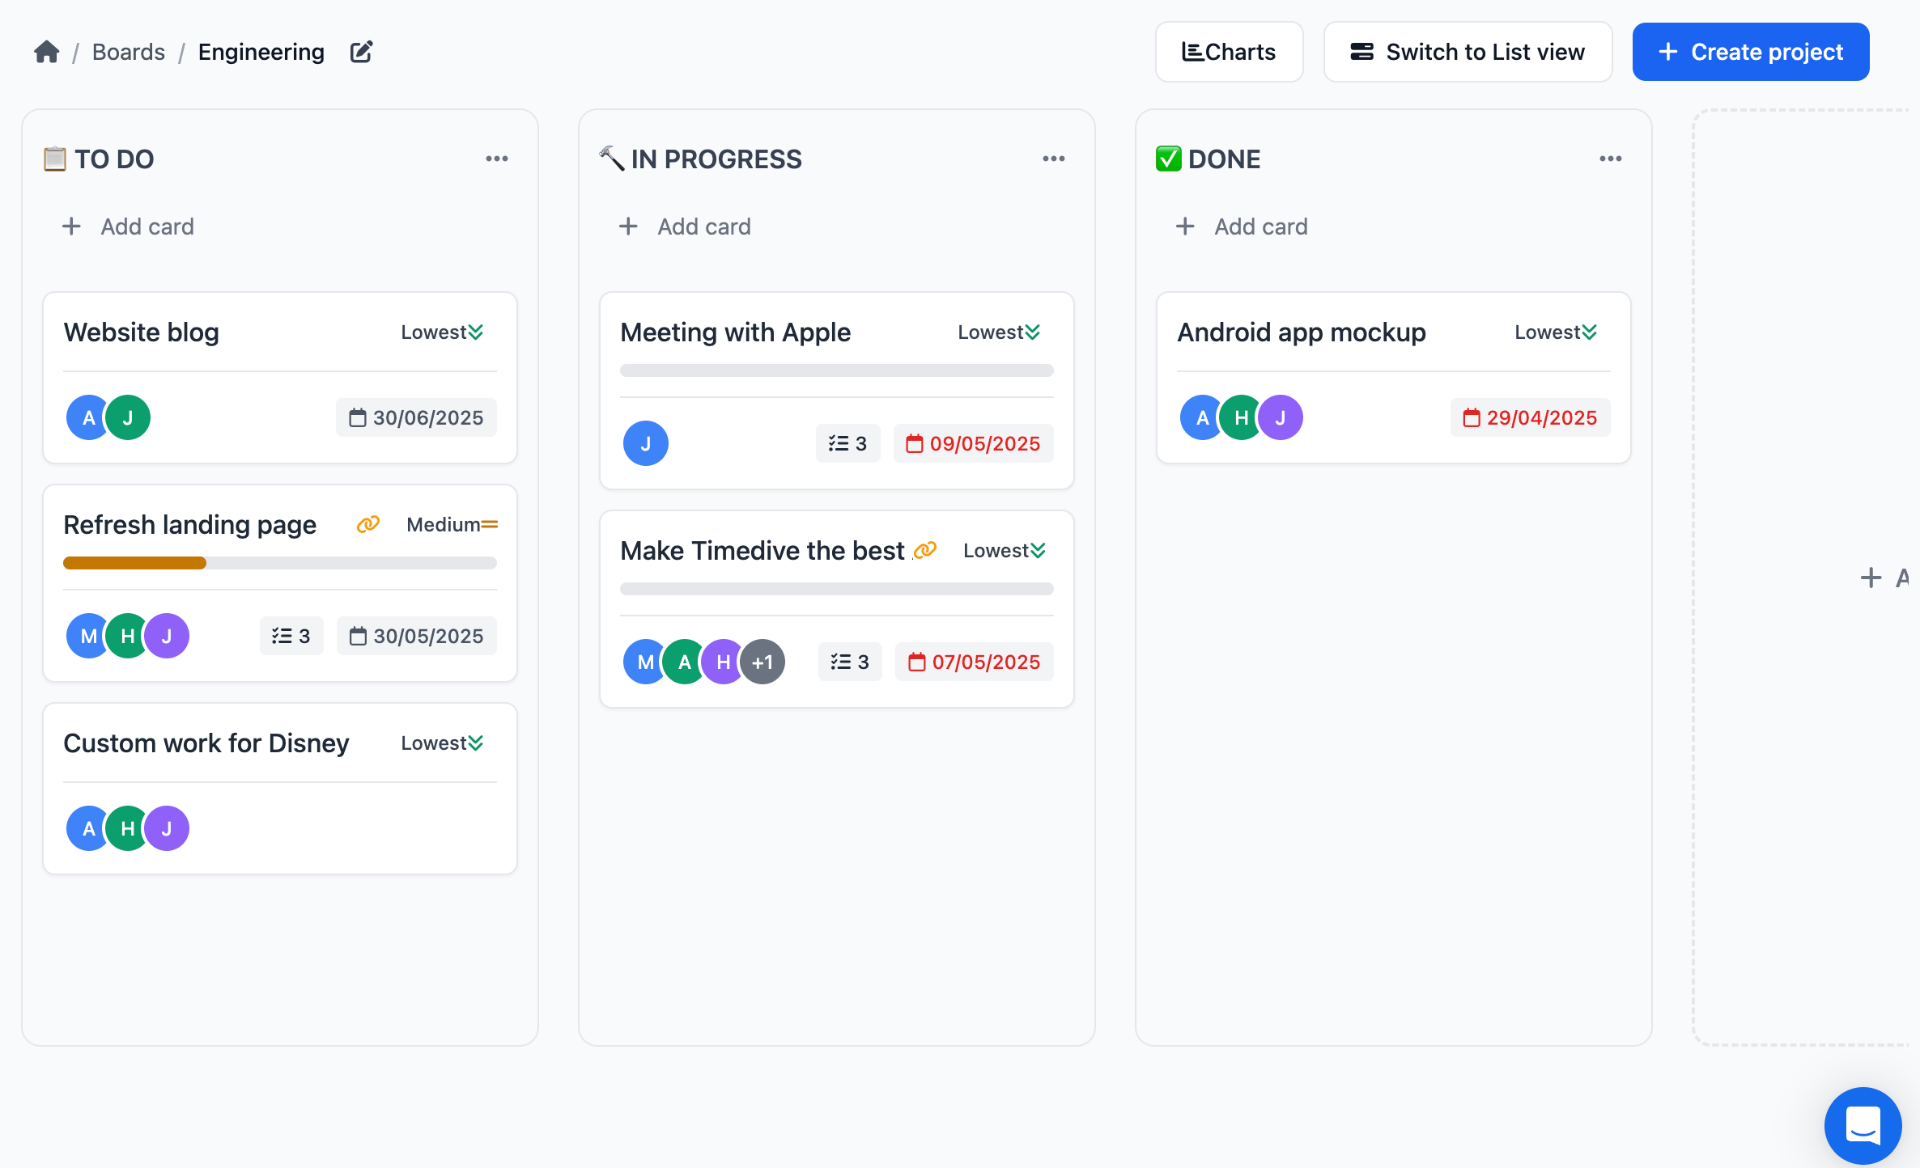 / Boards / Engineering
Charts
Switch to List view
+ Create project
TO DO
+ Add card
Website blog
Lowest
A J
30/06/2025
Refresh landing page
Medium
M H J
3
30/05/2025
Custom work for Disney
Lowest
A H J
IN PROGRESS
+ Add card
Meeting with Apple
Lowest
J
3
09/05/2025
Make Timedive the best
Lowest
M A H +1
3
07/05/2025
DONE
+ Add card
Android app mockup
Lowest
A H J
29/04/2025
+ A